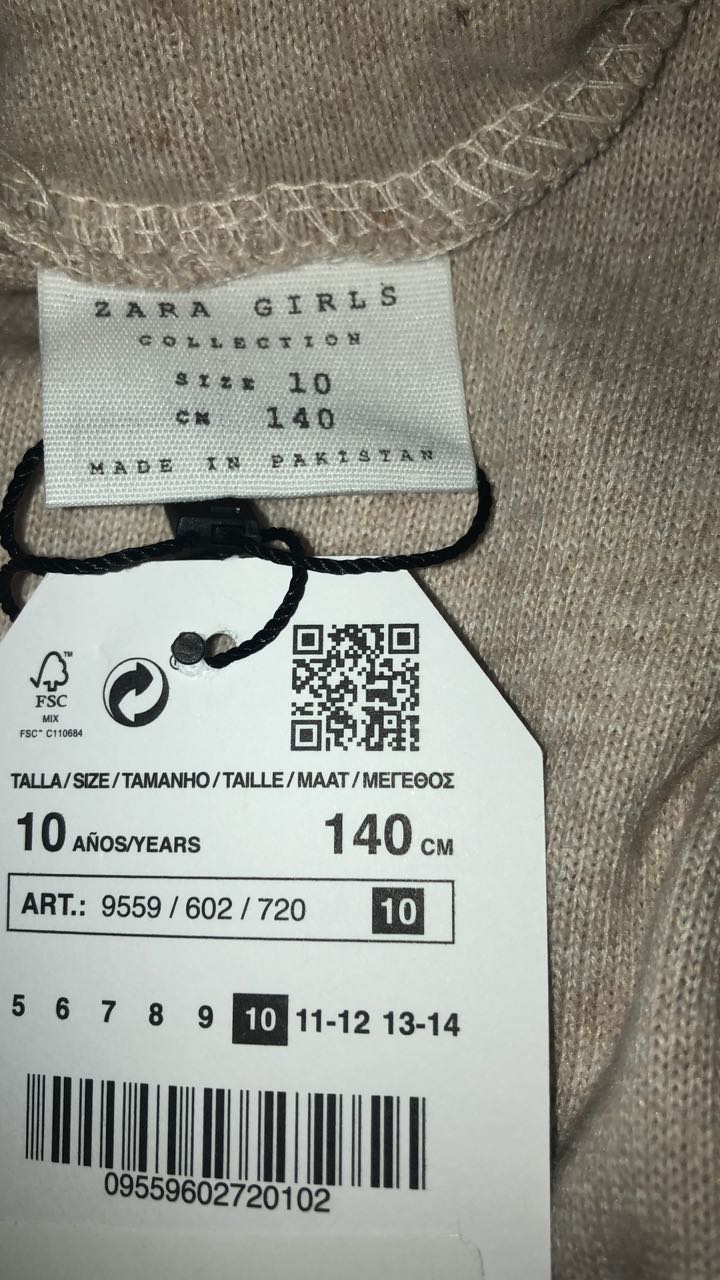 ZARA GIRLS
COLLECTION
SIZE 10
CM 140
MADE IN PAKISTAN
FSC™
MIX
FSC™ C110684
TALLA/SIZE/TAMANHO/TAILLE/MAAT/ΜΕΓΕΘΟΣ
10 AÑOS/YEARS 140 CM
ART.: 9559 / 602 / 720 10
5 6 7 8 9 10 11-12 13-14
09559602720102